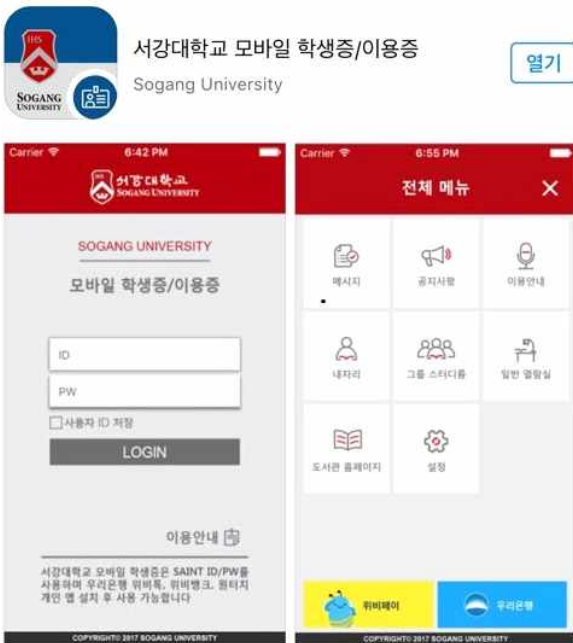 서강대학교 모바일 학생증/이용증
Sogang University
열기
IHS
SOGANG
UNIVERSITY
Carrier 6:42 PM
서강대학교
SOGANG UNIVERSITY
SOGANG UNIVERSITY
모바일 학생증/이용증
ID
PW
사용자 ID 저장
LOGIN
이용안내
서강대학교 모바일 학생증은 SAINT ID/PW를
사용하며 우리은행 위비톡, 위비뱅크, 원터치
개인 앱 설치 후 사용 가능합니다
COPYRIGHT© 2017 SOGANG UNIVERSITY
Carrier 6:55 PM
전체 메뉴
메시지
공지사항
이용안내
내자리
그룹 스터디룸
일반 열람실
도서관 홈페이지
설정
위비페이
우리은행
COPYRIGHT© 2017 SOGANG UNIVERSITY